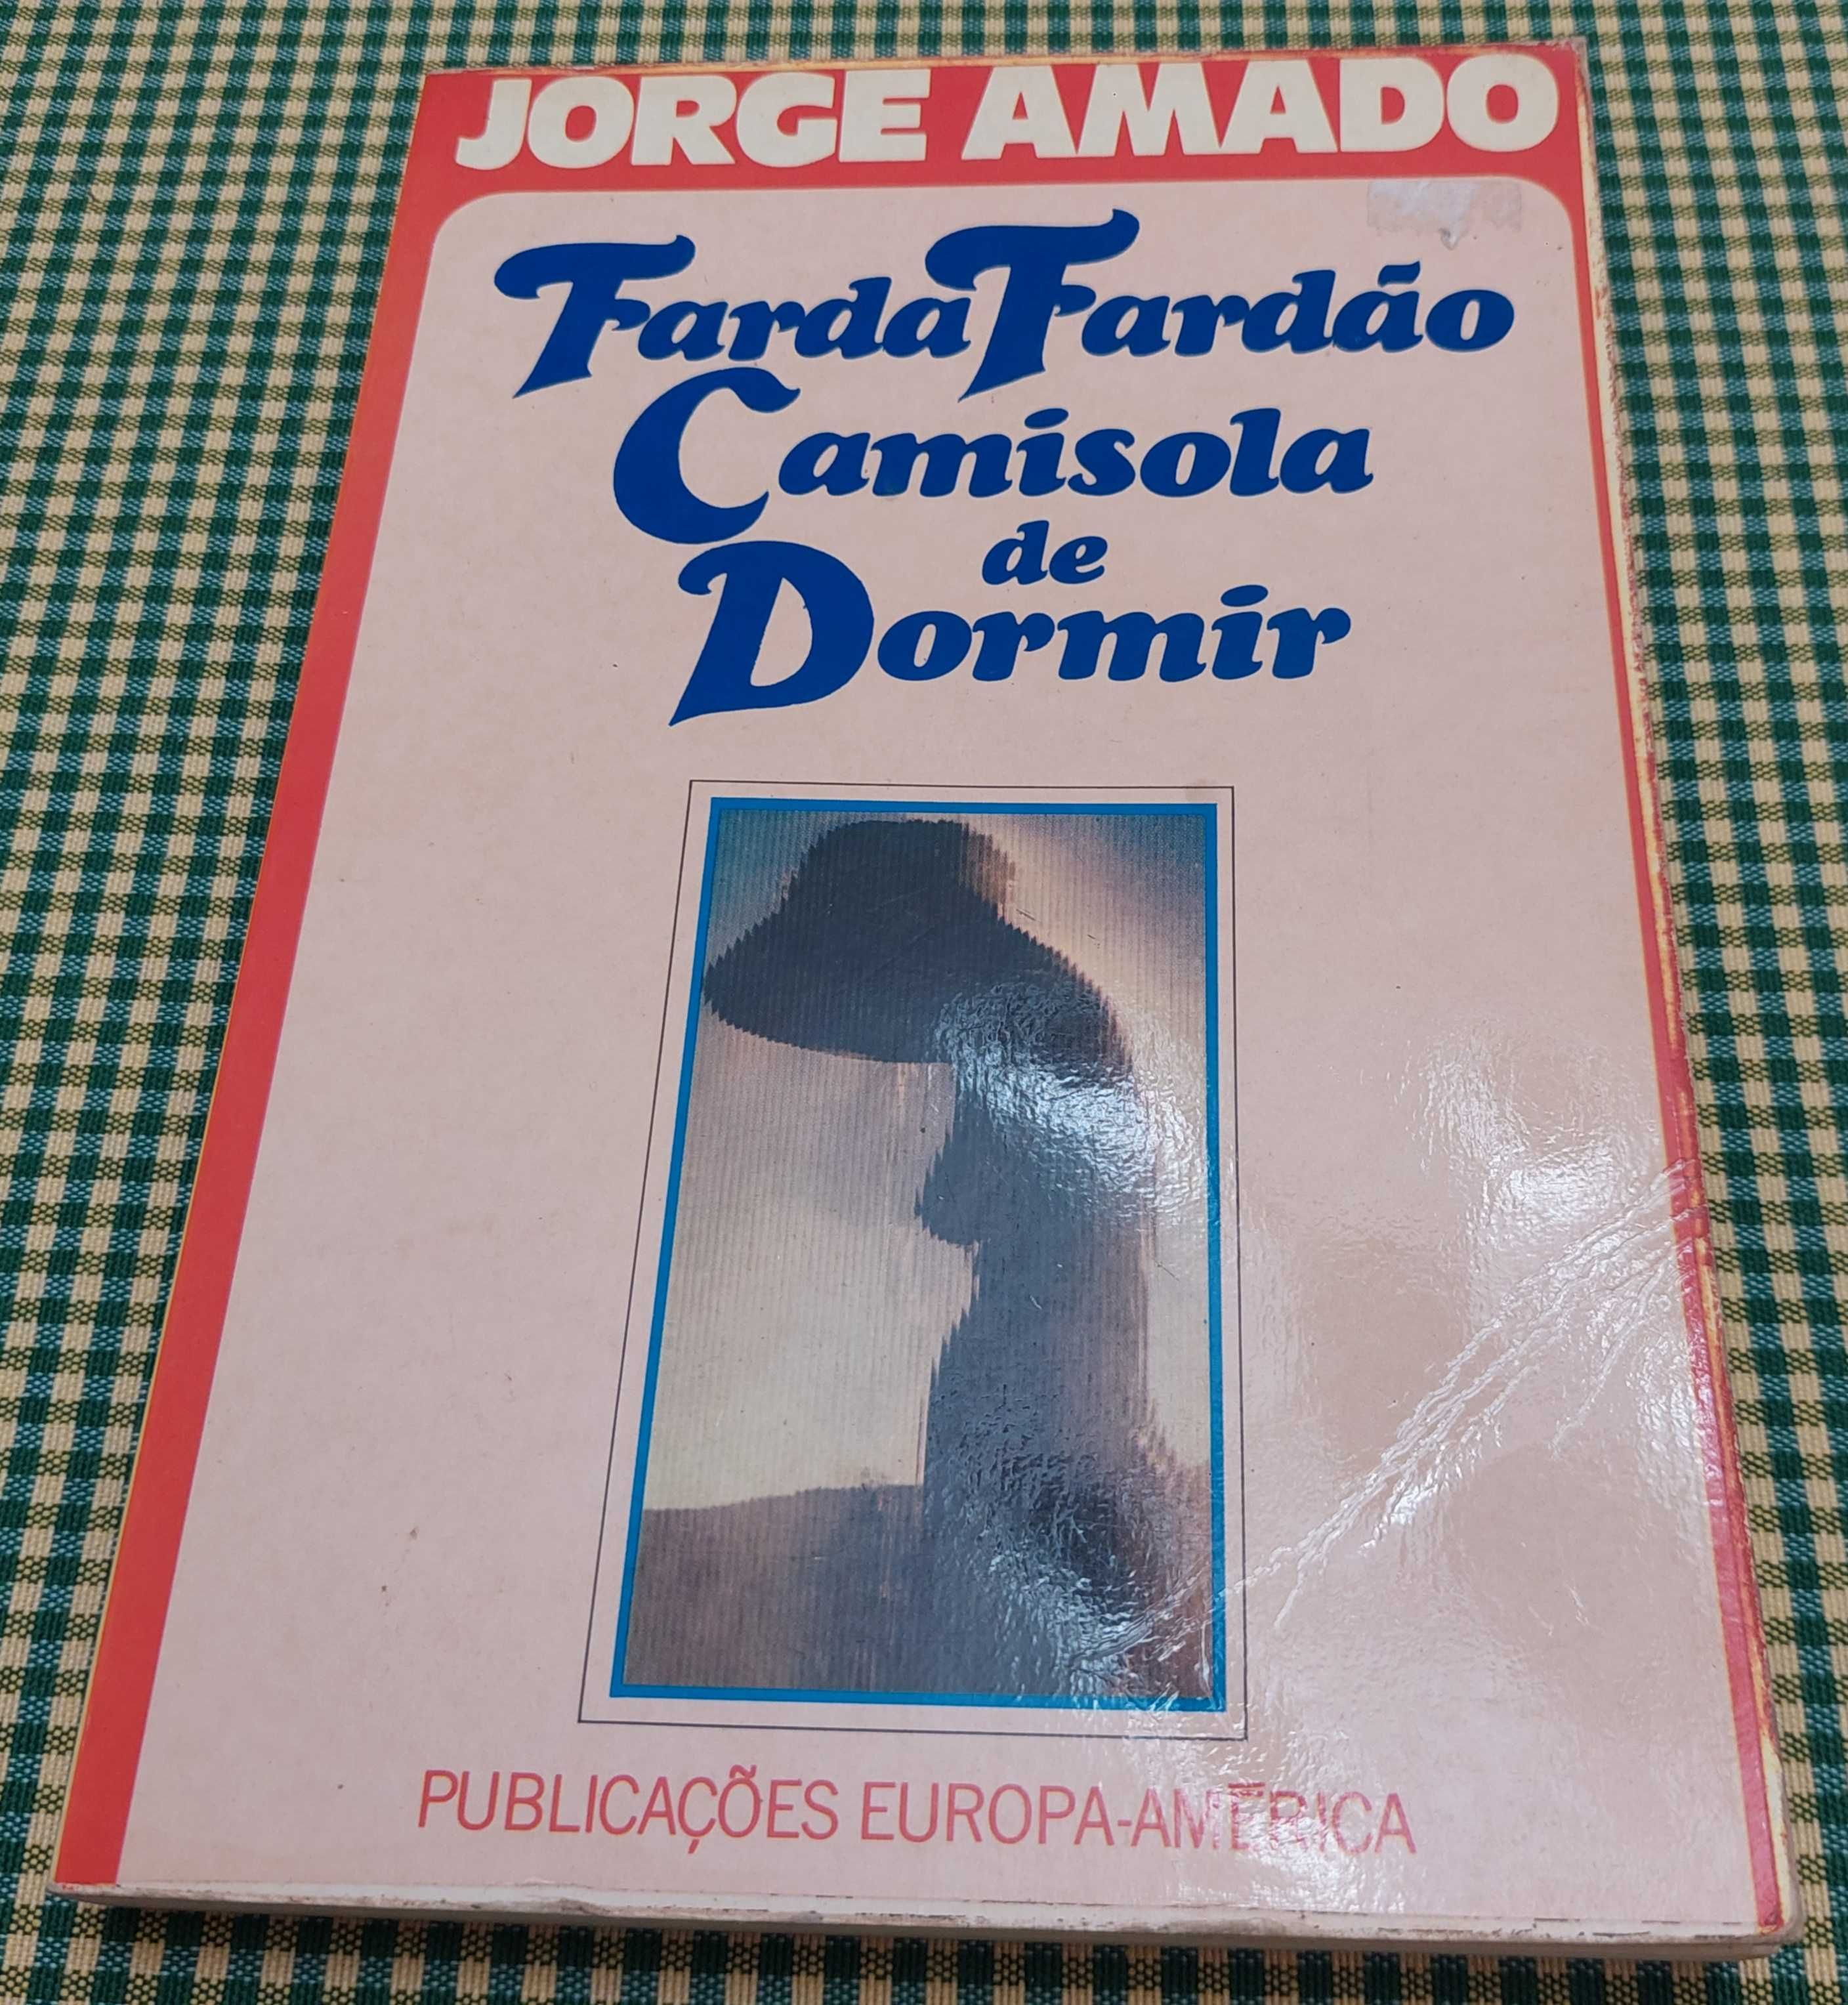 JORGE AMADO
Farda Fardão
Camisola
de
Dormir
PUBLICAÇÕES EUROPA-AMÉRICA